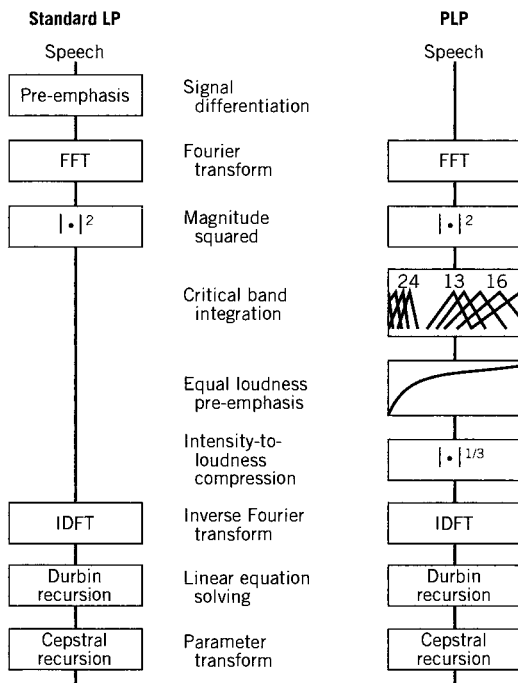 Standard LP
PLP
Speech
Speech
Pre-emphasis
Signal
differentiation
FFT
Fourier
transform
FFT
|•|2
Magnitude
squared
|•|2
Critical band
integration
24 13 16
Equal loudness
pre-emphasis
Intensity-to-
loudness
compression
|•|1/3
IDFT
Inverse Fourier
transform
IDFT
Durbin
recursion
Linear equation
solving
Durbin
recursion
Cepstral
recursion
Parameter
transform
Cepstral
recursion